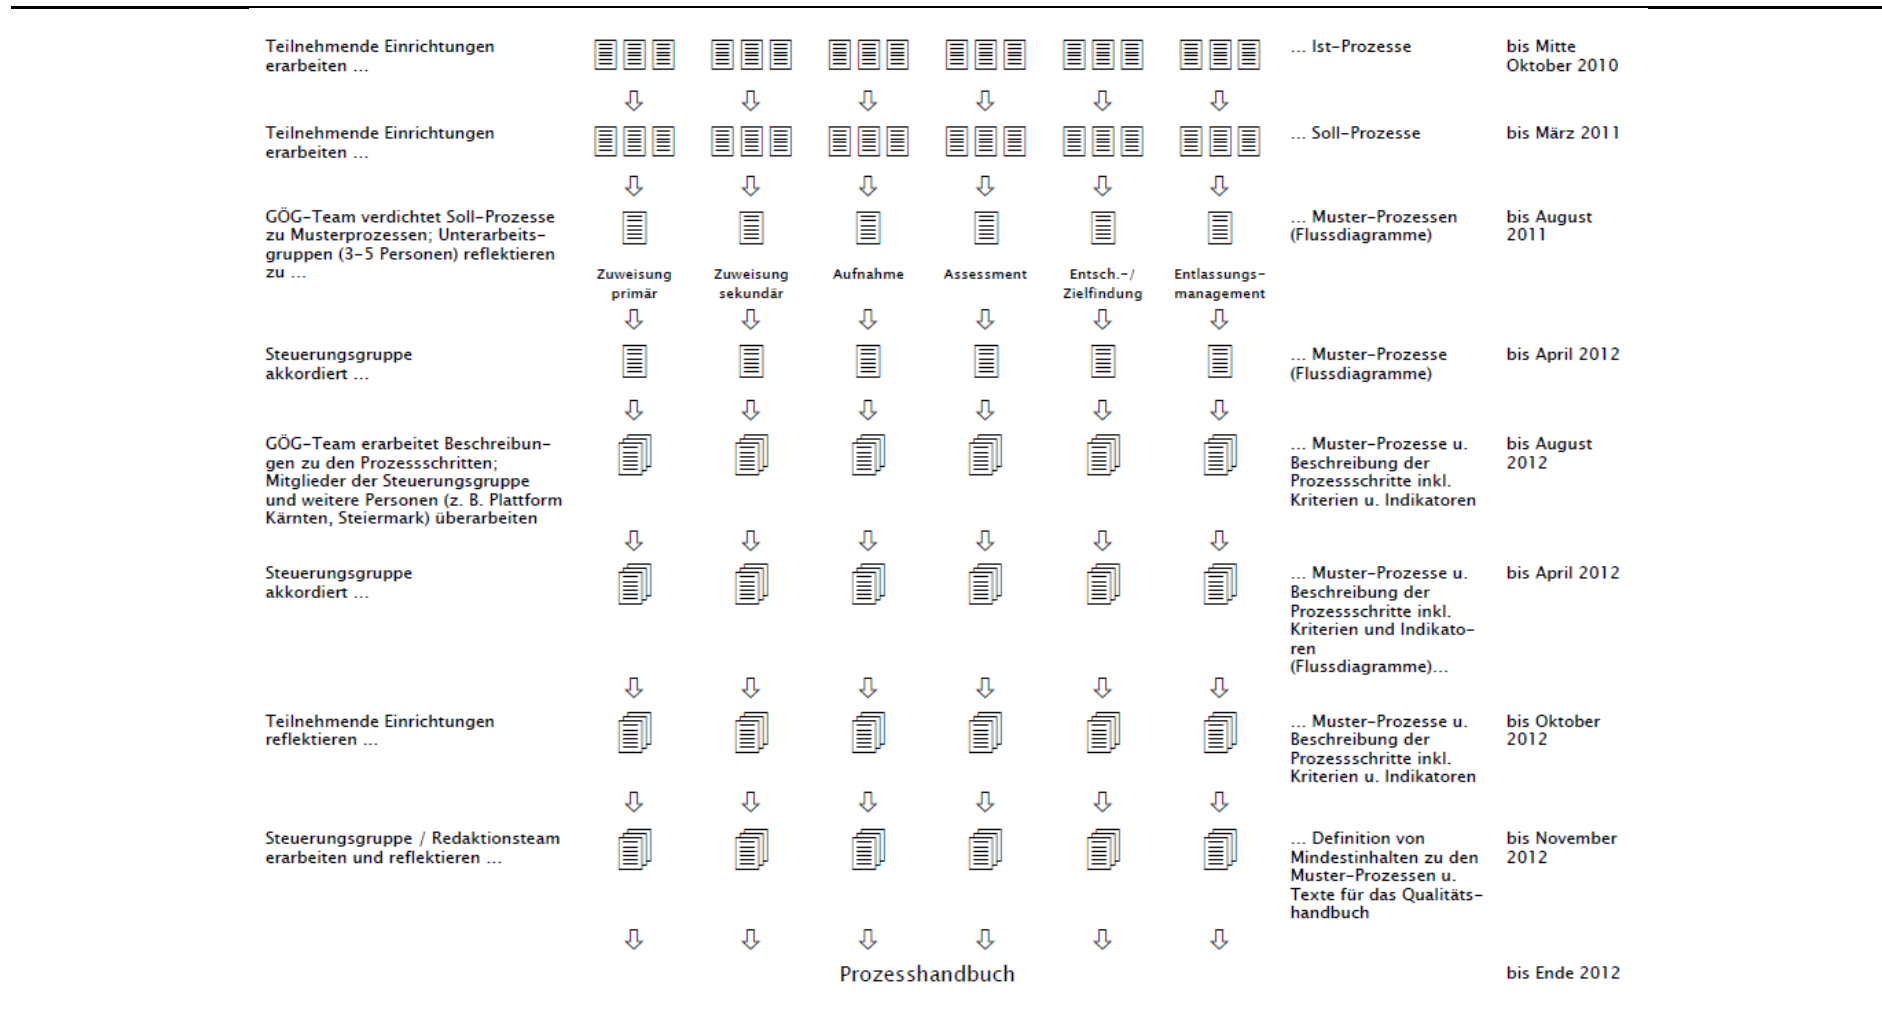 Teilnehmende Einrichtungen
erarbeiten ...
... Ist-Prozesse
bis Mitte
Oktober 2010
Teilnehmende Einrichtungen
erarbeiten ...
... Soll-Prozesse
bis März 2011
GÖG-Team verdichtet Soll-Prozesse
zu Musterprozessen; Unterarbeits-
gruppen (3-5 Personen) reflektieren
zu ...
... Muster-Prozessen
(Flussdiagramme)
bis August
2011
Zuweisung
primär
Zuweisung
sekundär
Aufnahme
Assessment
Entsch.-/
Zielfindung
Entlassungs-
management
Steuerungsgruppe
akkordiert ...
... Muster-Prozesse
(Flussdiagramme)
bis April 2012
GÖG-Team erarbeitet Beschreibun-
gen zu den Prozessschritten;
Mitglieder der Steuerungsgruppe
und weitere Personen (z. B. Plattform
Kärnten, Steiermark) überarbeiten
... Muster-Prozesse u.
Beschreibung der
Prozessschritte inkl.
Kriterien u. Indikatoren
bis August
2012
Steuerungsgruppe
akkordiert ...
... Muster-Prozesse u.
Beschreibung der
Prozessschritte inkl.
Kriterien und Indikato-
ren
(Flussdiagramme)...
bis April 2012
Teilnehmende Einrichtungen
reflektieren ...
... Muster-Prozesse u.
Beschreibung der
Prozessschritte inkl.
Kriterien u. Indikatoren
bis Oktober
2012
Steuerungsgruppe / Redaktionsteam
erarbeiten und reflektieren ...
... Definition von
Mindestinhalten zu den
Muster-Prozessen u.
Texte für das Qualitäts-
handbuch
bis November
2012
Prozesshandbuch
bis Ende 2012